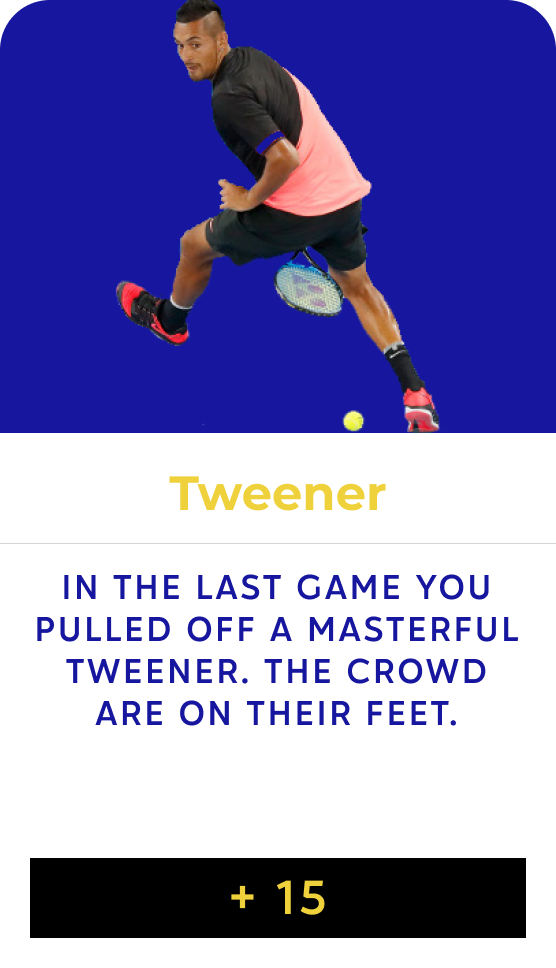 Tweener
IN THE LAST GAME YOU
PULLED OFF A MASTERFUL
TWEENER. THE CROWD
ARE ON THEIR FEET.
+ 15